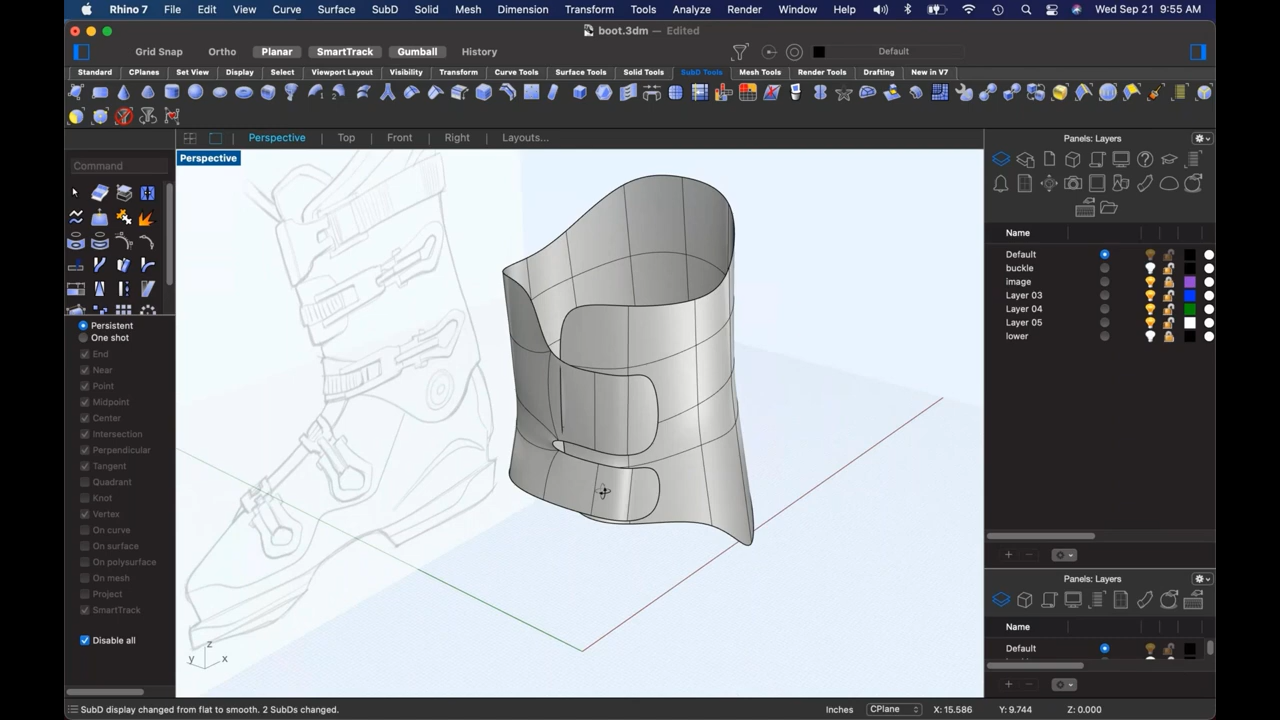 Rhino 7 File Edit View Curve Surface SubD Solid Mesh Dimension Transform Tools Analyze Render Window Help Wed Sep 21 9:55 AM
boot.3dm — Edited
Grid Snap Ortho Planar SmartTrack Gumball History Default
Standard CPlanes Set View Display Select Viewport Layout Visibility Transform Curve Tools Surface Tools Solid Tools SubD Tools Mesh Tools Render Tools Drafting New in V7
Perspective Top Front Right Layouts... Panels: Layers
Perspective
Command
Name
Default
buckle
image
Layer 03
Layer 04
Layer 05
lower
Persistent
One shot
End
Near
Point
Midpoint
Center
Intersection
Perpendicular
Tangent
Quadrant
Knot
Vertex
On curve
On surface
On polysurface
On mesh
Project
SmartTrack
Disable all
Panels: Layers
Name
Default
z
y x
SubD display changed from flat to smooth. 2 SubDs changed. Inches CPlane X: 15.586 Y: 9.744 Z: 0.000